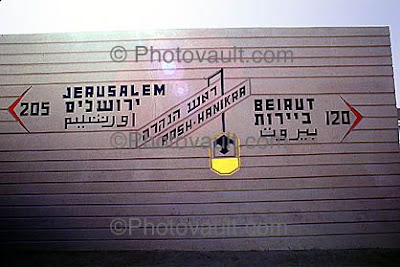 © Photovault.com
205
JERUSALEM
ירושלים
اورشليم
ראש הנקרה
ROSH-HANIKRA
BEIRUT
ביירות
بيروت
120
© Photovault.com
© Photovault.com